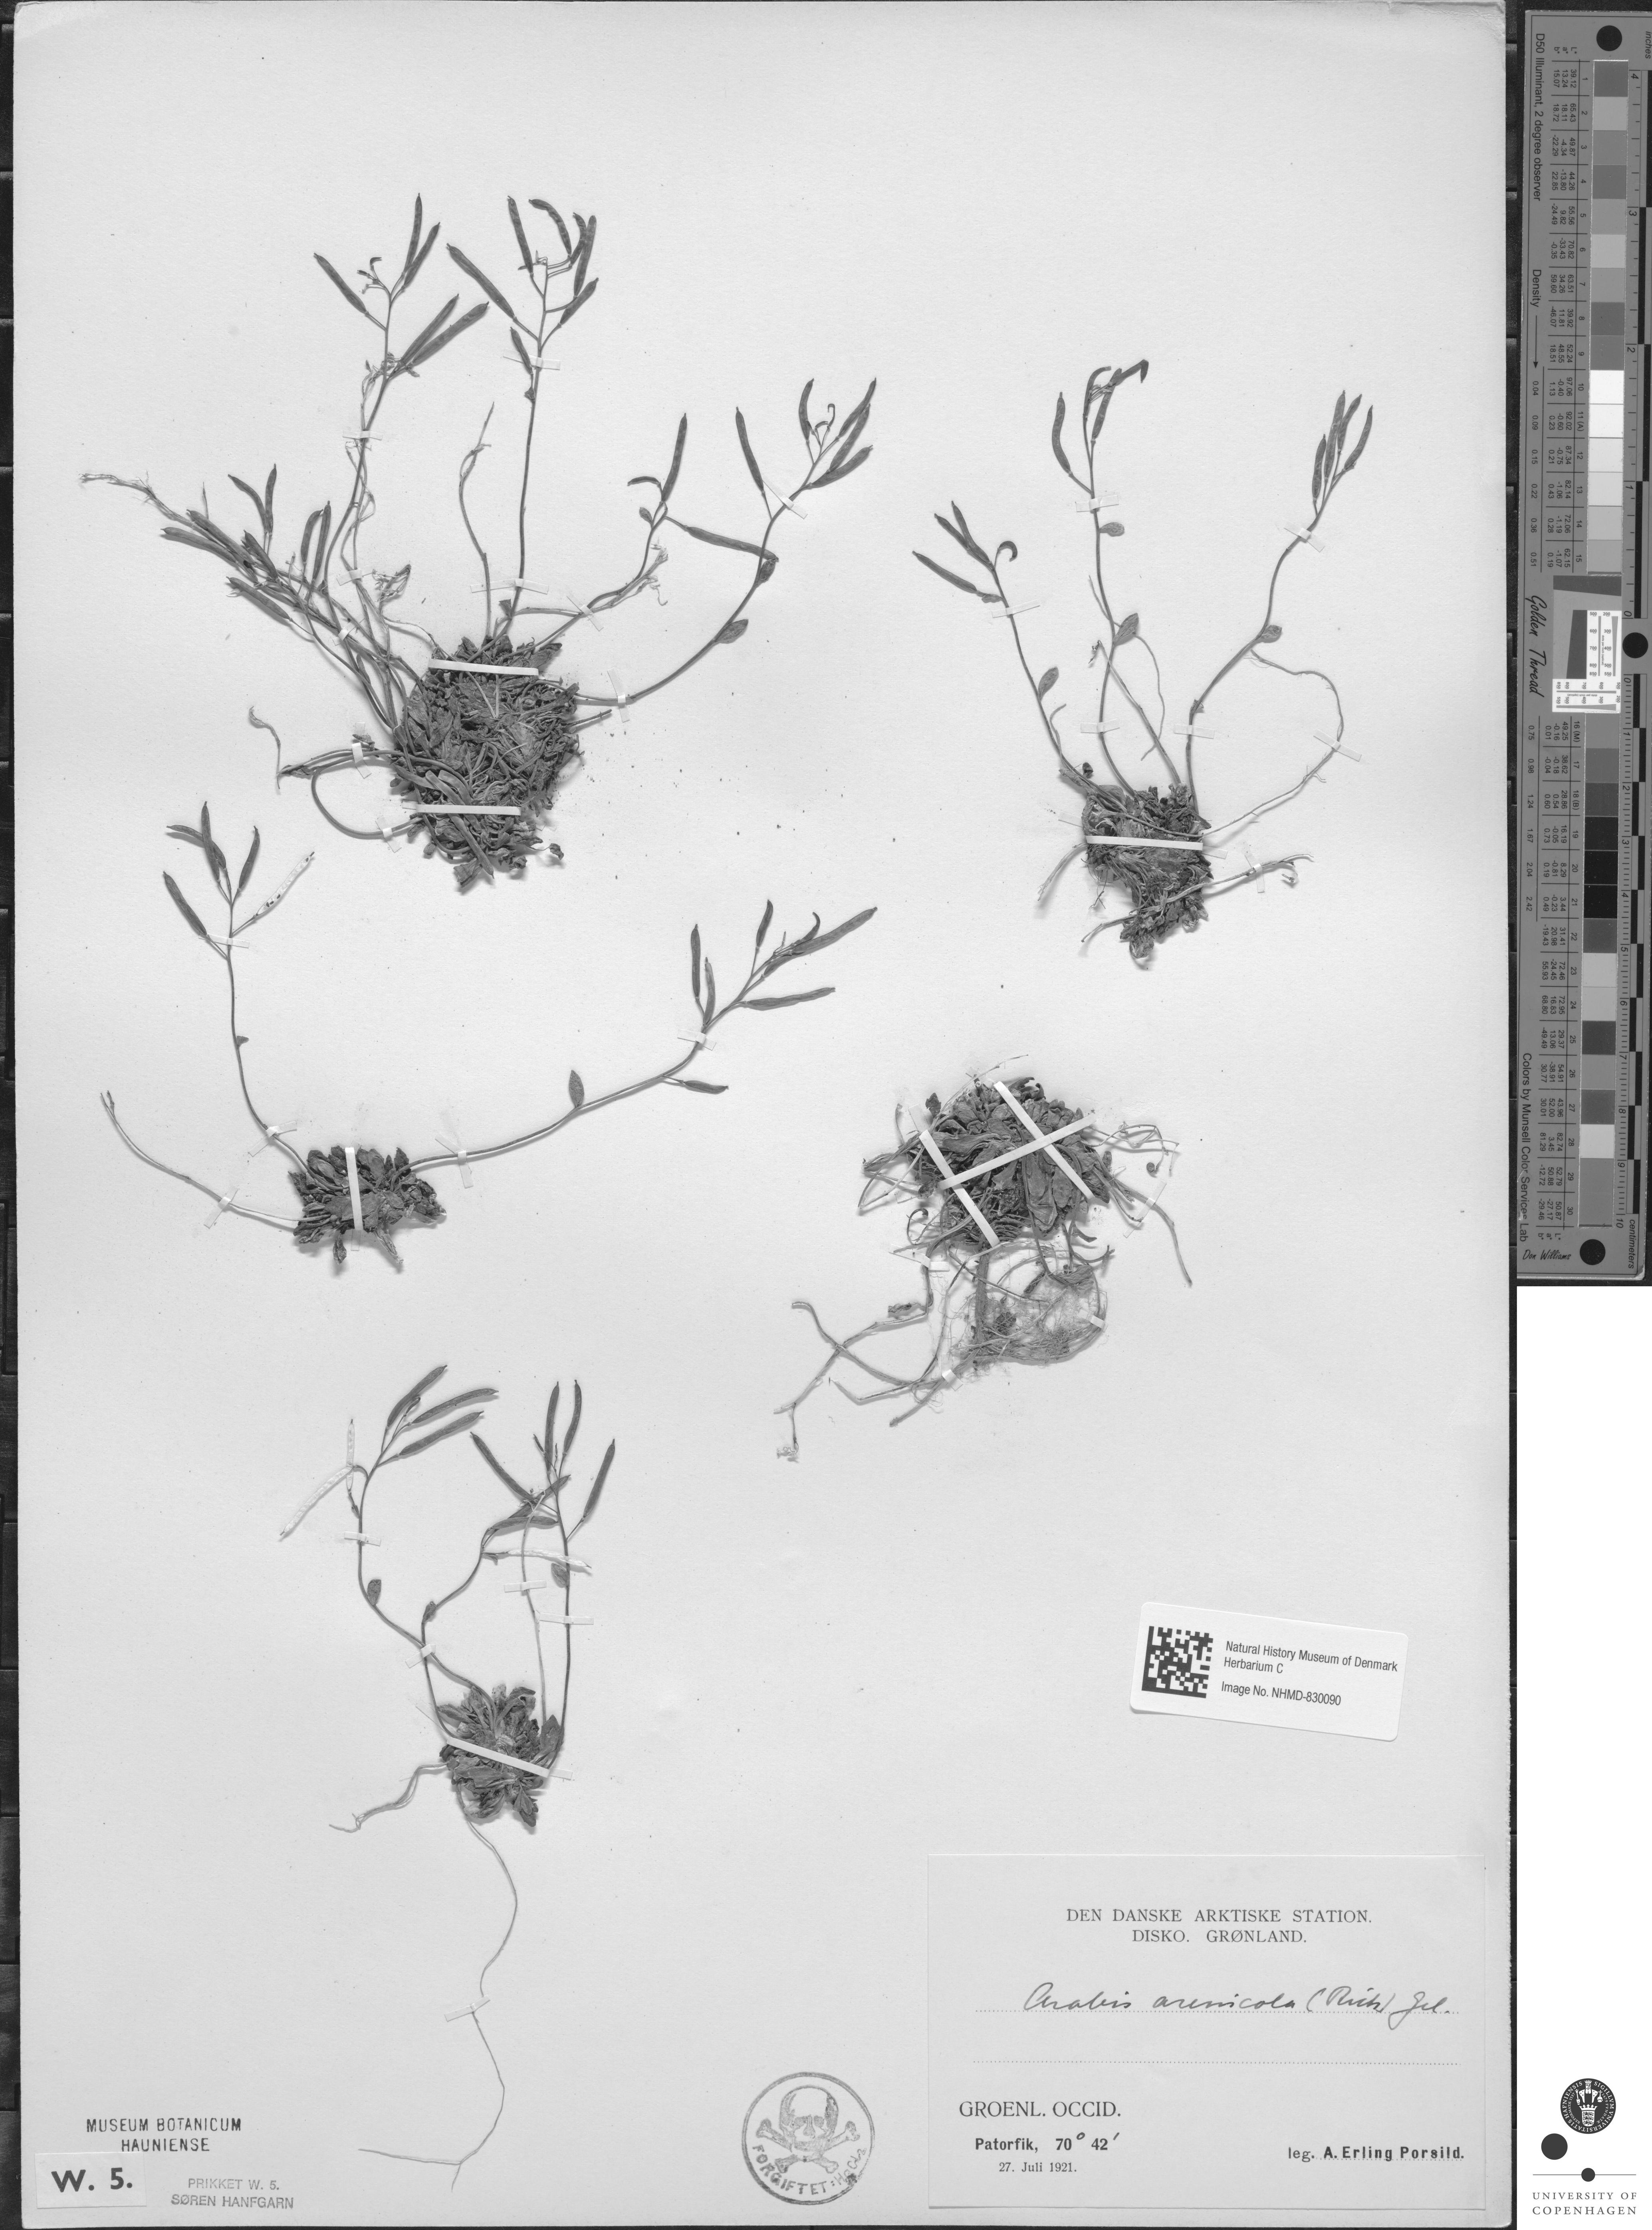 Natural History Museum of Denmark
Herbarium C
Image No. NHMD-830090
DEN DANSKE ARKTISKE STATION.
DISKO. GRØNLAND.
Arabis arenicola (Rich) Gel.
GROENL. OCCID.
Patorfik, 70° 42′
27. Juli 1921.
leg. A. Erling Porsild.
MUSEUM BOTANICUM
HAUNIENSE
W. 5.
PRIKKET W. 5.
SØREN HANFGARN
FORGIFTET: HgCl2
UNIVERSITY OF
COPENHAGEN
D50 Illuminant, 2 degree observer
Density
Golden Thread
Colors by Munsell Color Services Lab
Don Williams
inches
centimeters